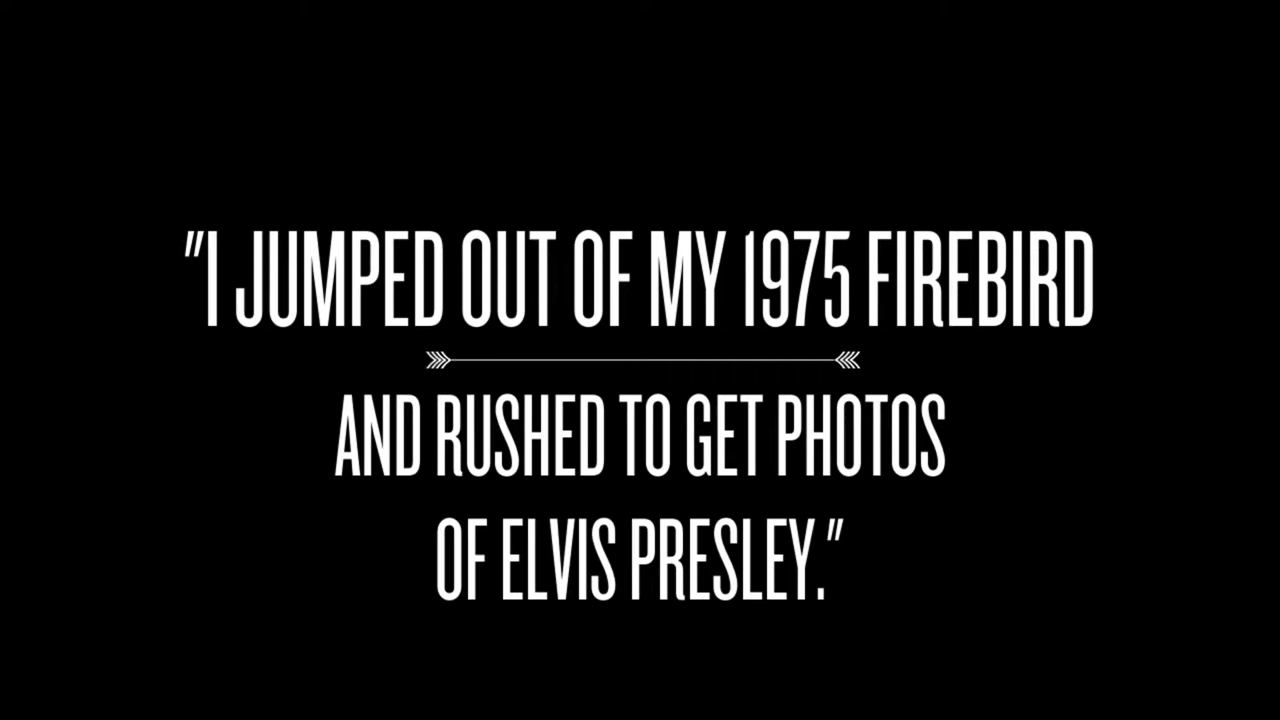 "I JUMPED OUT OF MY 1975 FIREBIRD
AND RUSHED TO GET PHOTOS
OF ELVIS PRESLEY."